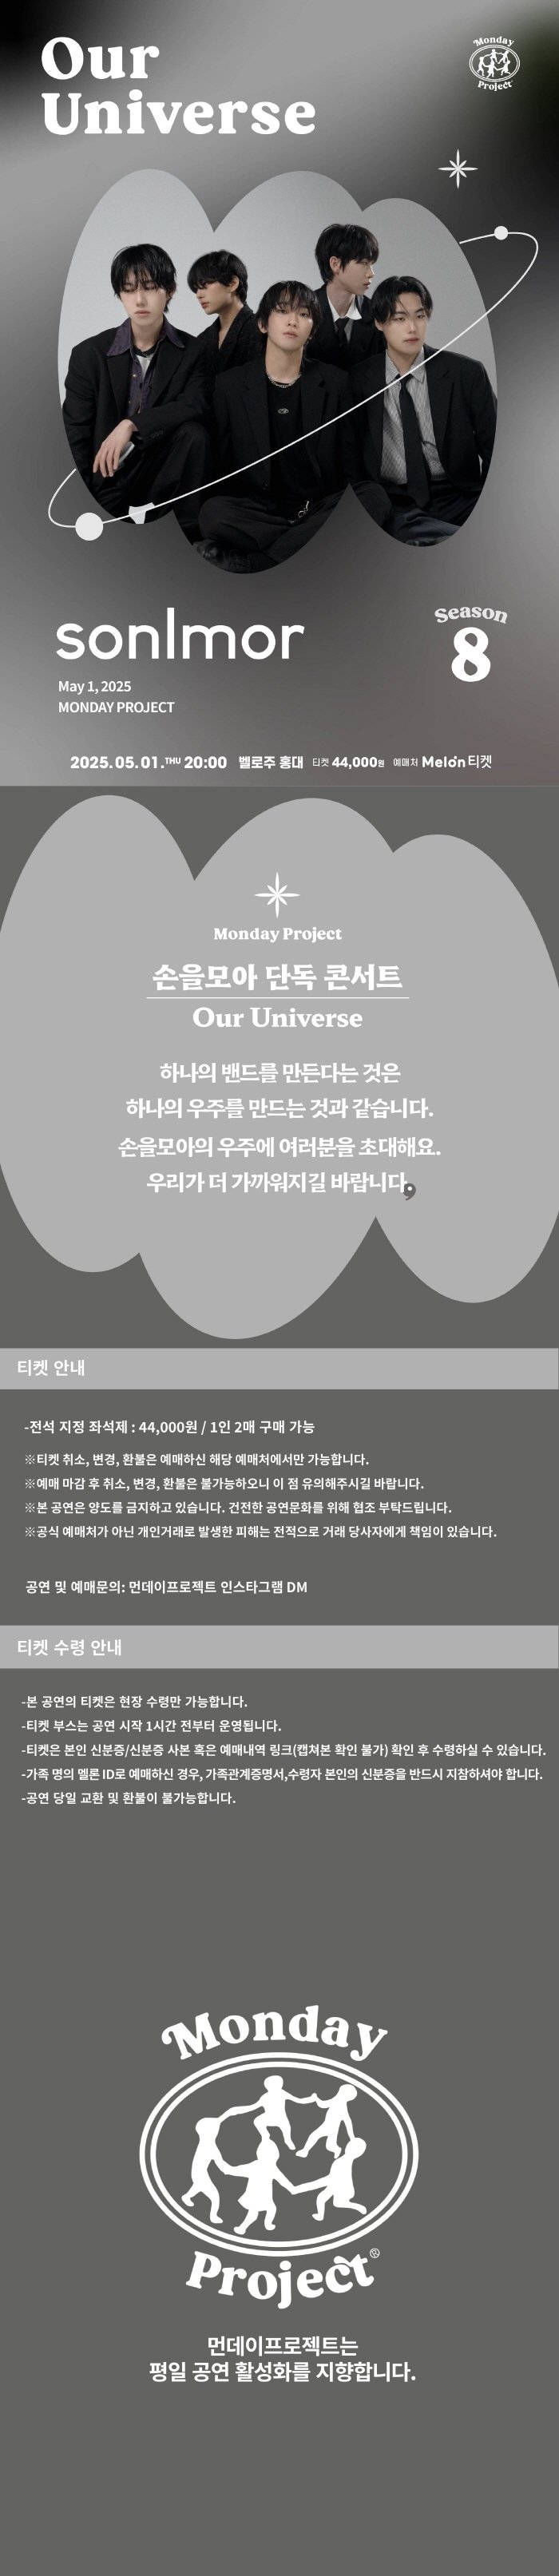 Our
Universe
Monday
Project
sonlmor
Season
8
May 1, 2025
MONDAY PROJECT
2025.05.01.THU 20:00 벨로주 홍대 티켓 44,000원 예매처 Melon티켓
Monday Project
손을모아 단독 콘서트
Our Universe
하나의 밴드를 만든다는 것은
하나의 우주를 만드는 것과 같습니다.
손을모아의 우주에 여러분을 초대해요.
우리가 더 가까워지길 바랍니다,
티켓 안내
-전석 지정 좌석제 : 44,000원 / 1인 2매 구매 가능
※티켓 취소, 변경, 환불은 예매하신 해당 예매처에서만 가능합니다.
※예매 마감 후 취소, 변경, 환불은 불가능하오니 이 점 유의해주시길 바랍니다.
※본 공연은 양도를 금지하고 있습니다. 건전한 공연문화를 위해 협조 부탁드립니다.
※공식 예매처가 아닌 개인거래로 발생한 피해는 전적으로 거래 당사자에게 책임이 있습니다.
공연 및 예매문의: 먼데이프로젝트 인스타그램 DM
티켓 수령 안내
-본 공연의 티켓은 현장 수령만 가능합니다.
-티켓 부스는 공연 시작 1시간 전부터 운영됩니다.
-티켓은 본인 신분증/신분증 사본 혹은 예매내역 링크(캡쳐본 확인 불가) 확인 후 수령하실 수 있습니다.
-가족 명의 멜론 ID로 예매하신 경우, 가족관계증명서,수령자 본인의 신분증을 반드시 지참하셔야 합니다.
-공연 당일 교환 및 환불이 불가능합니다.
Monday
Project
먼데이프로젝트는
평일 공연 활성화를 지향합니다.